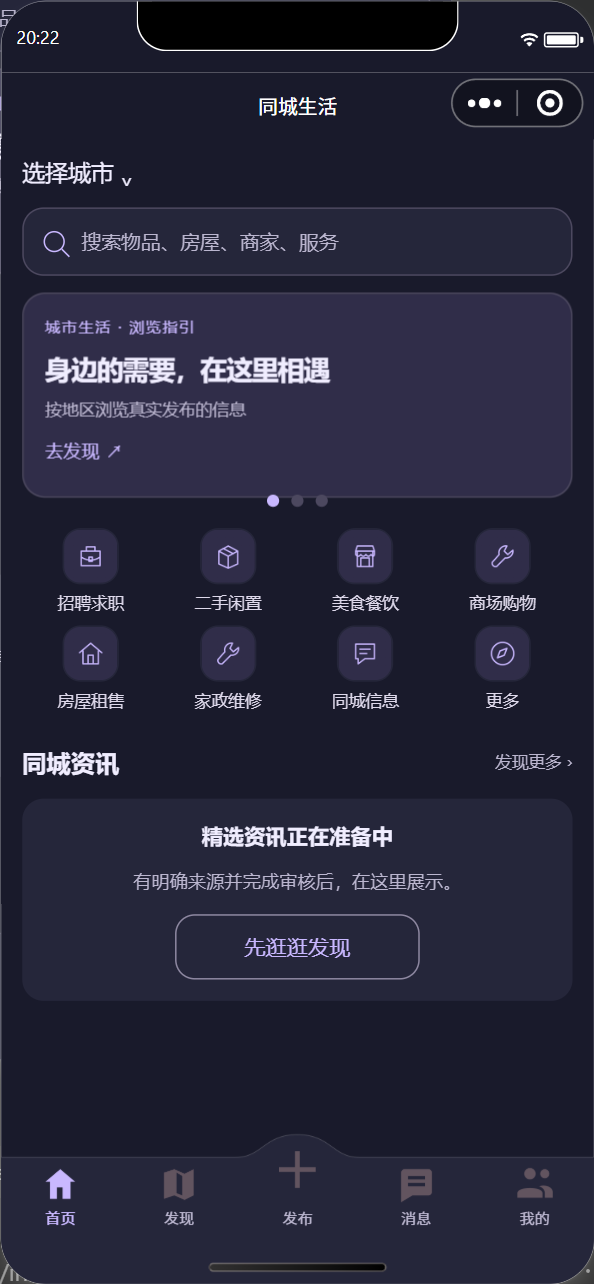 20:22
同城生活
选择城市
搜索物品、房屋、商家、服务
城市生活 · 浏览指引
身边的需要，在这里相遇
按地区浏览真实发布的信息
去发现 ↗
招聘求职 二手闲置 美食餐饮 商场购物
房屋租售 家政维修 同城信息 更多
同城资讯 发现更多 ›
精选资讯正在准备中
有明确来源并完成审核后，在这里展示。
先逛逛发现
首页 发现 发布 消息 我的